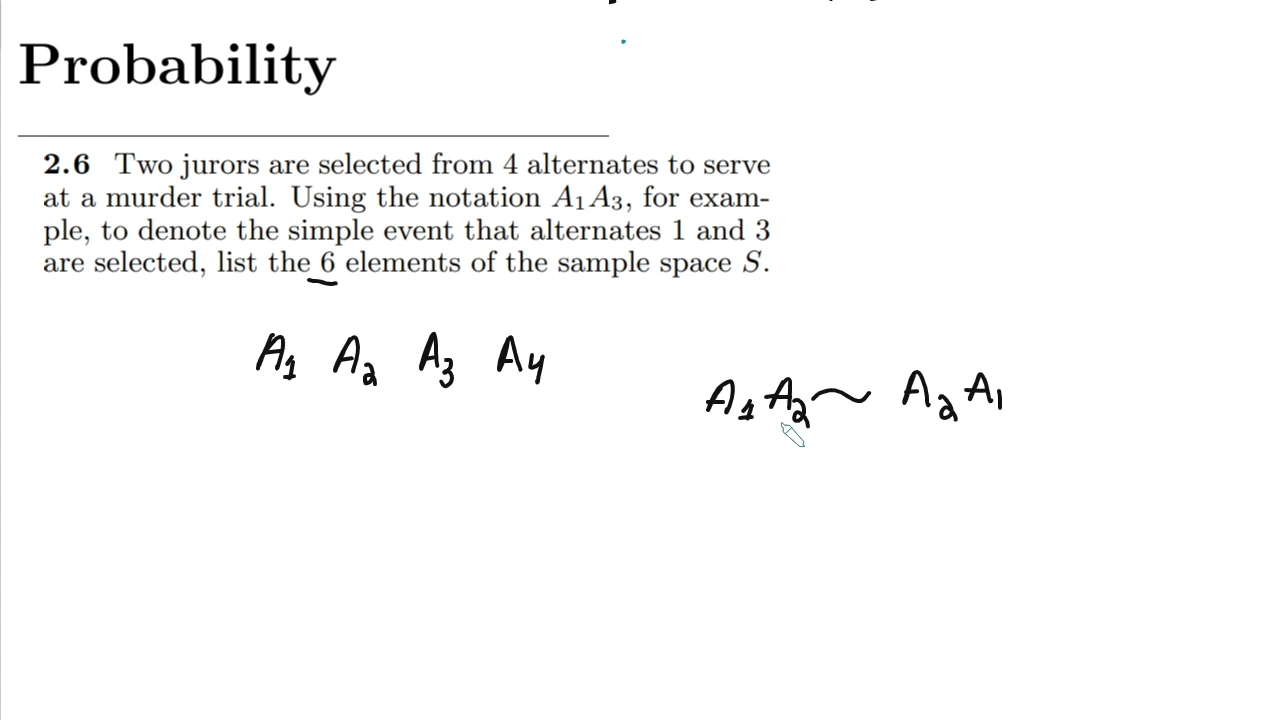 Probability
2.6 Two jurors are selected from 4 alternates to serve
at a murder trial. Using the notation A₁A₃, for exam-
ple, to denote the simple event that alternates 1 and 3
are selected, list the 6 elements of the sample space S.
A₁ A₂ A₃ A₄
A₁A₂ ~ A₂A₁